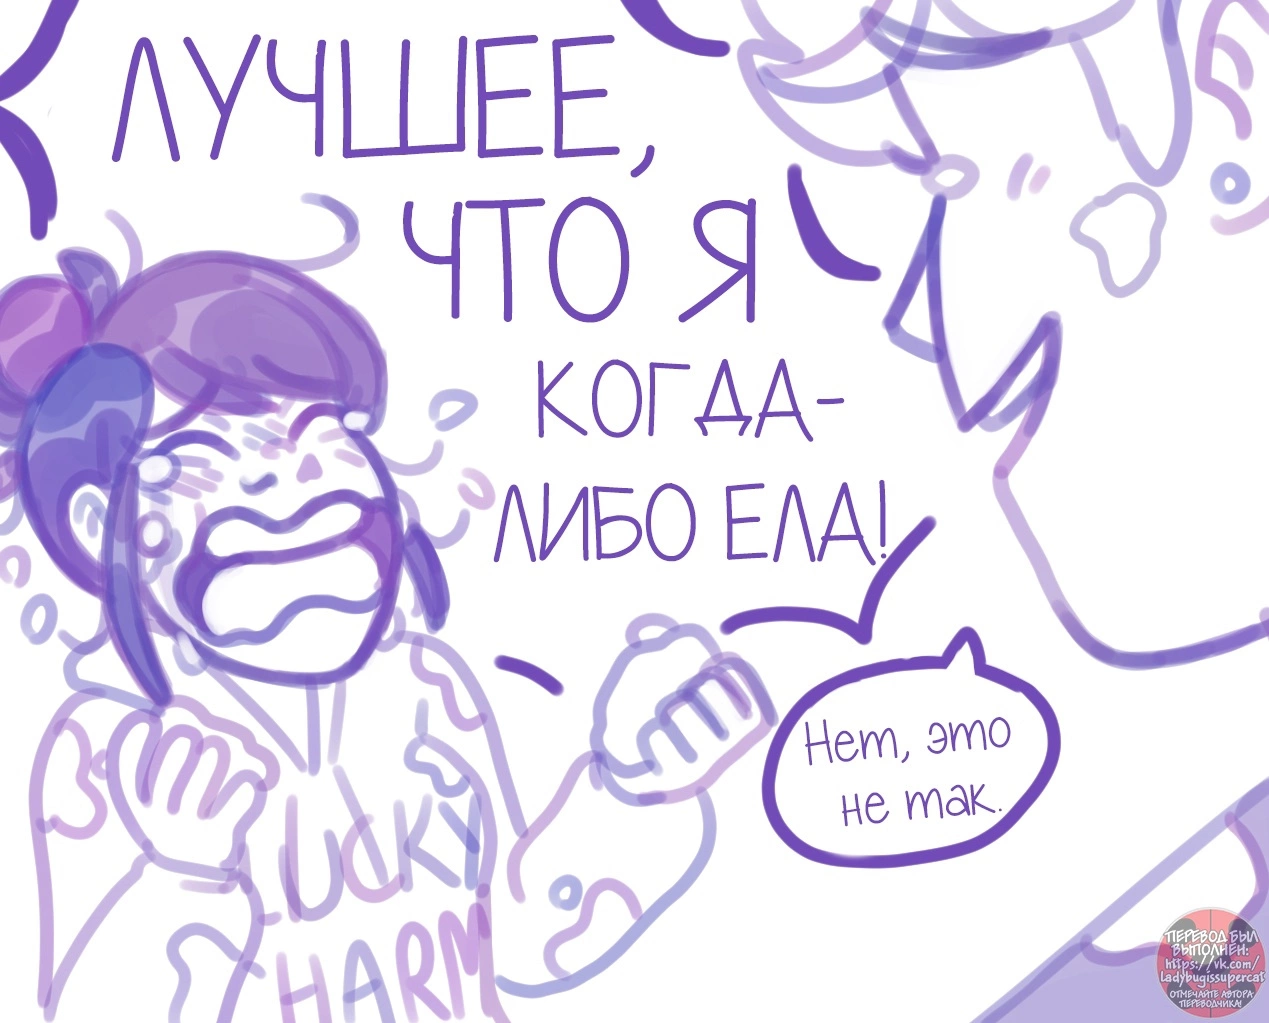 ЛУЧШЕЕ,
ЧТО Я
КОГДА-
ЛИБО ЕЛА!
Нет, это
не так.
LUCKY
HARM
ПЕРЕВОД БЫЛ
ВЫПОЛНЕН:
https://vk.com/
ladybugissupercat
ОТМЕЧАЙТЕ АВТОРА
ПЕРЕВОДЧИКА!